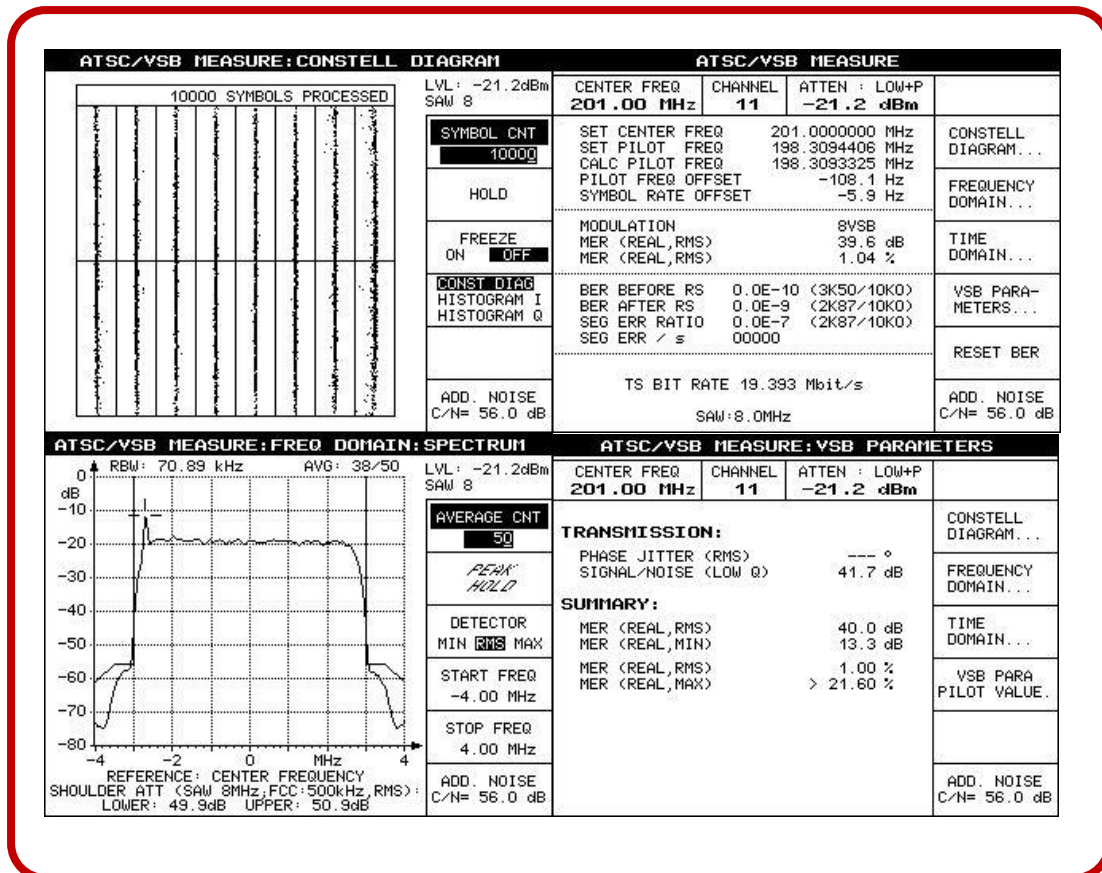 ATSC/VSB MEASURE:CONSTELL DIAGRAM
10000 SYMBOLS PROCESSED
LVL: -21.2dBm
SAW 8
SYMBOL CNT
10000
HOLD
FREEZE
ON OFF
CONST DIAG
HISTOGRAM I
HISTOGRAM Q
ADD. NOISE
C/N= 56.0 dB
ATSC/VSB MEASURE
CENTER FREQ CHANNEL ATTEN : LOW+P
201.00 MHz 11 -21.2 dBm
SET CENTER FREQ 201.0000000 MHz
SET PILOT FREQ 198.3094406 MHz
CALC PILOT FREQ 198.3093325 MHz
PILOT FREQ OFFSET -108.1 Hz
SYMBOL RATE OFFSET -5.9 Hz
MODULATION 8VSB
MER (REAL,RMS) 39.6 dB
MER (REAL,RMS) 1.04 %
BER BEFORE RS 0.0E-10 (3K50/10K0)
BER AFTER RS 0.0E-9 (2K87/10K0)
SEG ERR RATIO 0.0E-7 (2K87/10K0)
SEG ERR / s 00000
TS BIT RATE 19.393 Mbit/s
SAW:8.0MHz
CONSTELL
DIAGRAM...
FREQUENCY
DOMAIN...
TIME
DOMAIN...
VSB PARA-
METERS...
RESET BER
ADD. NOISE
C/N= 56.0 dB
ATSC/VSB MEASURE:FREQ DOMAIN:SPECTRUM
RBW: 70.89 kHz AVG: 38/50
0
dB
-10
-20
-30
-40
-50
-60
-70
-80
-4 -2 0 MHz 4
REFERENCE: CENTER FREQUENCY
SHOULDER ATT (SAW 8MHz,FCC:500kHz,RMS):
LOWER: 49.9dB UPPER: 50.9dB
LVL: -21.2dBm
SAW 8
AVERAGE CNT
50
PEAK
HOLD
DETECTOR
MIN RMS MAX
START FREQ
-4.00 MHz
STOP FREQ
4.00 MHz
ADD. NOISE
C/N= 56.0 dB
ATSC/VSB MEASURE:VSB PARAMETERS
CENTER FREQ CHANNEL ATTEN : LOW+P
201.00 MHz 11 -21.2 dBm
TRANSMISSION:
PHASE JITTER (RMS) --- °
SIGNAL/NOISE (LOW Q) 41.7 dB
SUMMARY:
MER (REAL,RMS) 40.0 dB
MER (REAL,MIN) 13.3 dB
MER (REAL,RMS) 1.00 %
MER (REAL,MAX) > 21.60 %
CONSTELL
DIAGRAM...
FREQUENCY
DOMAIN...
TIME
DOMAIN...
VSB PARA
PILOT VALUE.
ADD. NOISE
C/N= 56.0 dB